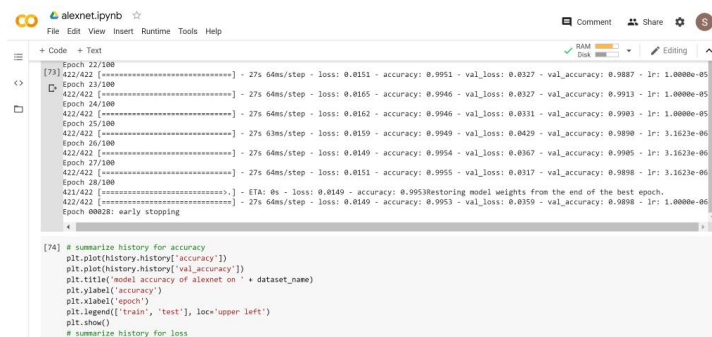 alexnet.ipynb
File Edit View Insert Runtime Tools Help
Comment Share S
+ Code + Text
RAM
Disk
Editing
Epoch 22/100
[73] 422/422 [==============================] - 27s 64ms/step - loss: 0.0151 - accuracy: 0.9951 - val_loss: 0.0327 - val_accuracy: 0.9887 - lr: 1.0000e-05
Epoch 23/100
422/422 [==============================] - 27s 64ms/step - loss: 0.0165 - accuracy: 0.9946 - val_loss: 0.0327 - val_accuracy: 0.9913 - lr: 1.0000e-05
Epoch 24/100
422/422 [==============================] - 27s 64ms/step - loss: 0.0162 - accuracy: 0.9946 - val_loss: 0.0331 - val_accuracy: 0.9903 - lr: 1.0000e-05
Epoch 25/100
422/422 [==============================] - 27s 63ms/step - loss: 0.0159 - accuracy: 0.9949 - val_loss: 0.0429 - val_accuracy: 0.9890 - lr: 3.1623e-06
Epoch 26/100
422/422 [==============================] - 27s 64ms/step - loss: 0.0149 - accuracy: 0.9954 - val_loss: 0.0367 - val_accuracy: 0.9905 - lr: 3.1623e-06
Epoch 27/100
422/422 [==============================] - 27s 64ms/step - loss: 0.0151 - accuracy: 0.9955 - val_loss: 0.0317 - val_accuracy: 0.9898 - lr: 3.1623e-06
Epoch 28/100
421/422 [============================>.] - ETA: 0s - loss: 0.0149 - accuracy: 0.9953Restoring model weights from the end of the best epoch.
422/422 [==============================] - 27s 64ms/step - loss: 0.0149 - accuracy: 0.9953 - val_loss: 0.0359 - val_accuracy: 0.9898 - lr: 1.0000e-06
Epoch 00028: early stopping
[74] # summarize history for accuracy
plt.plot(history.history['accuracy'])
plt.plot(history.history['val_accuracy'])
plt.title('model accuracy of alexnet on ' + dataset_name)
plt.ylabel('accuracy')
plt.xlabel('epoch')
plt.legend(['train', 'test'], loc='upper left')
plt.show()
# summarize history for loss